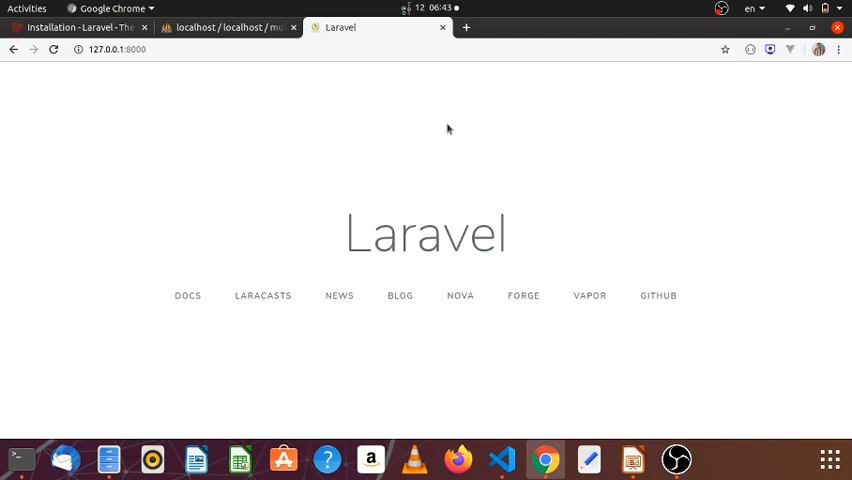 Activities
Google Chrome
12 06:43
en
Installation - Laravel - The
localhost / localhost / mu
Laravel
127.0.0.1:8000
Laravel
DOCS LARACASTS NEWS BLOG NOVA FORGE VAPOR GITHUB